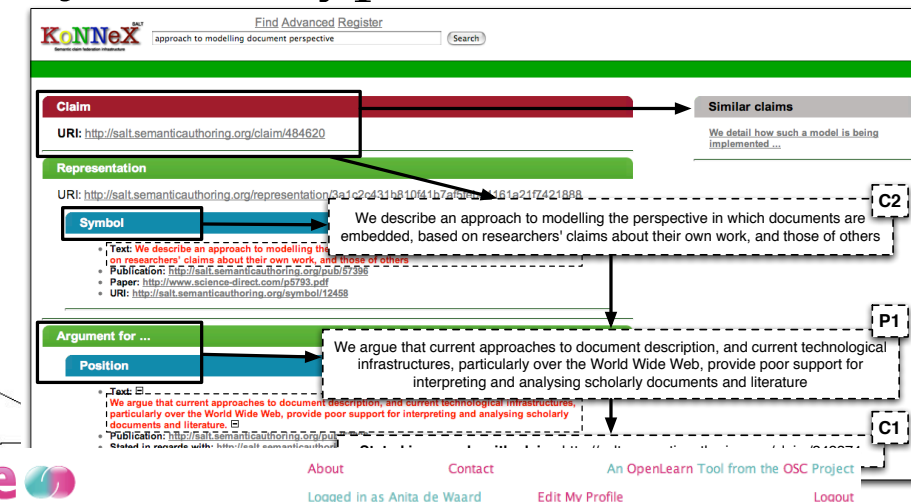 KoNNeX SALT
Semantic claim federation infrastructure
Find Advanced Register
approach to modelling document perspective
Search
Claim
URI: http://salt.semanticauthoring.org/claim/484620
Similar claims
We detail how such a model is being
implemented ...
Representation
URI: http://salt.semanticauthoring.org/representation/
C2
Symbol
We describe an approach to modelling the perspective in which documents are
embedded, based on researchers' claims about their own work, and those of others
Text: We describe an approach to modelling the
on researchers' claims about their own work, and those of others
Publication: http://salt.semanticauthoring.org/pub/57396
Paper: http://www.science-direct.com/p5793.pdf
URI: http://salt.semanticauthoring.org/symbol/12458
P1
Argument for ...
Position
We argue that current approaches to document description, and current technological
infrastructures, particularly over the World Wide Web, provide poor support for
interpreting and analysing scholarly documents and literature
Text:
We argue that current approaches to document description, and current technological infrastructures,
particularly over the World Wide Web, provide poor support for interpreting and analysing scholarly
documents and literature.
C1
Publication: http://salt.semanticauthoring.org/pu
Stated in regards with: http://salt.semanticauthor
About Contact An OpenLearn Tool from the OSC Project
Logged in as Anita de Waard Edit My Profile Logout